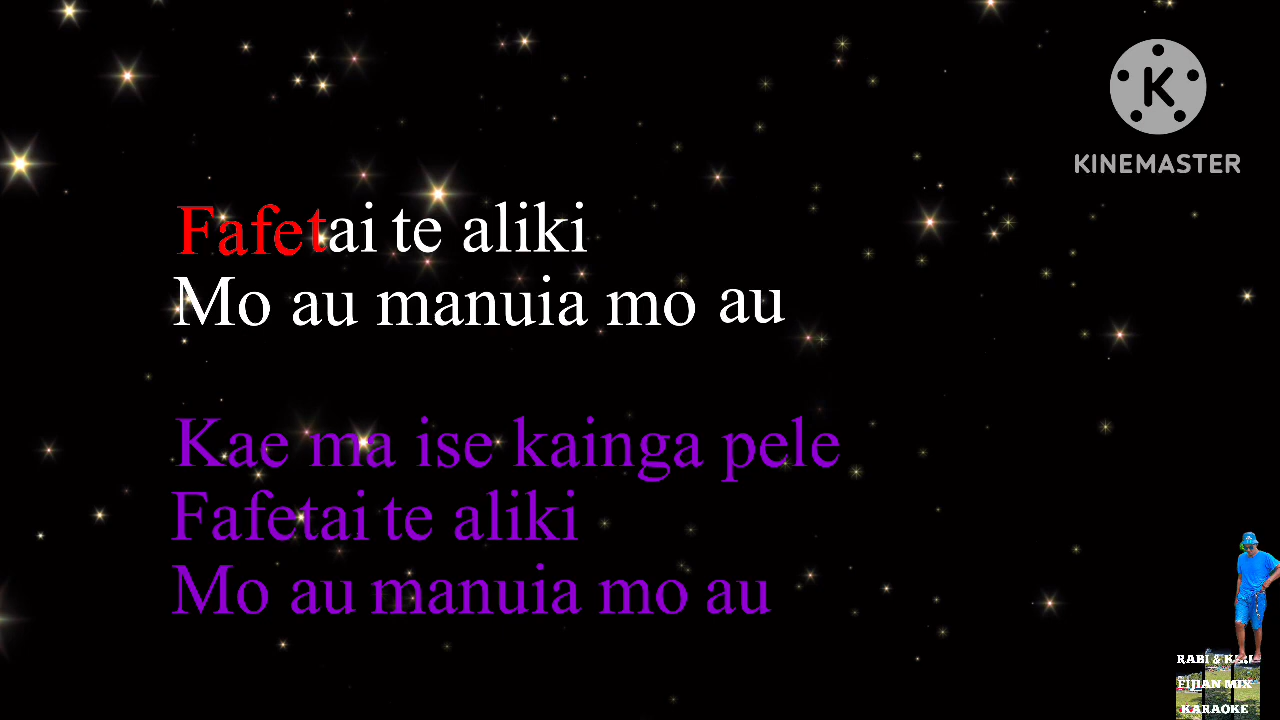 KINEMASTER
Fafetai te aliki
Mo au manuia mo au
Kae ma ise kainga pele
Fafetai te aliki
Mo au manuia mo au
RABI &
FIJIAN MIX
KARAOKE